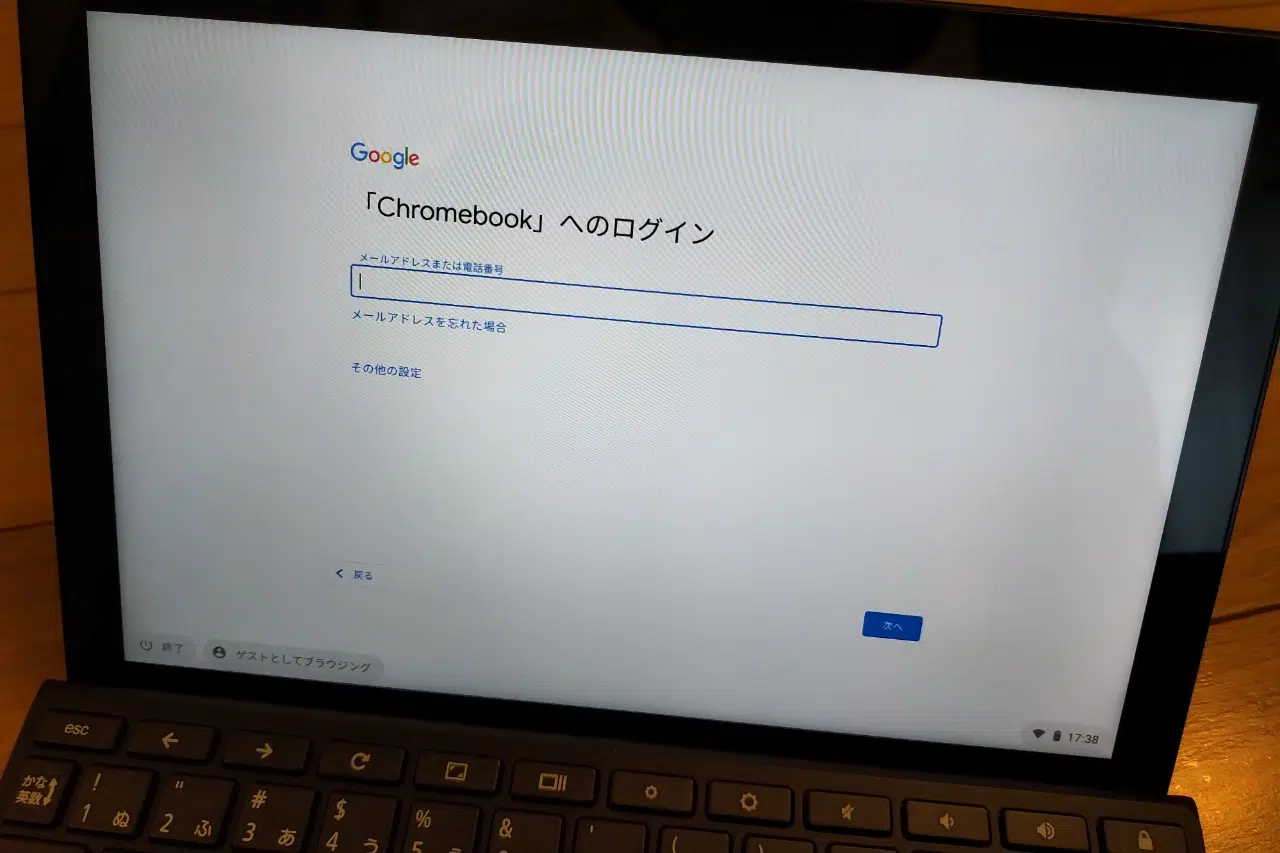 Google
「Chromebook」へのログイン
メールアドレスまたは電話番号
メールアドレスを忘れた場合
その他の設定
戻る
次へ
終了
ゲストとしてブラウジング
17:38
esc
かな
英数
! 1 ぬ
" 2 ふ
# 3 あ
$ 4 う
% 5
&
'
(
)